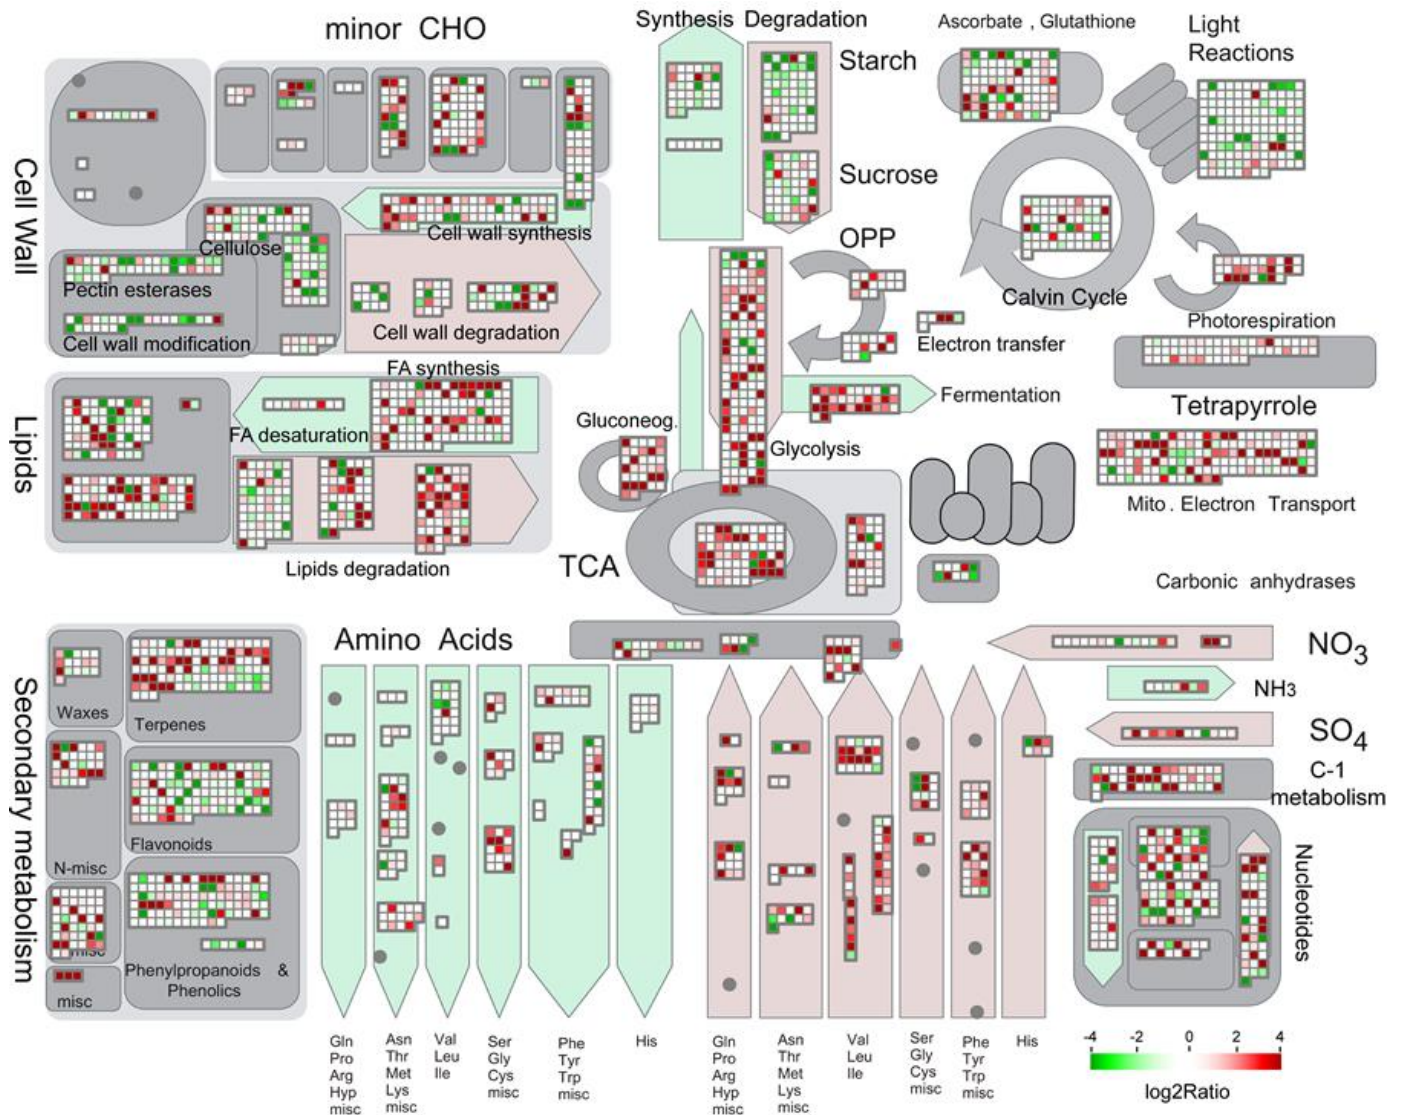 minor CHO
Synthesis Degradation
Ascorbate , Glutathione
Light
Reactions
Starch
Sucrose
Cell Wall
Cellulose
Cell wall synthesis
Pectin esterases
Cell wall modification
Cell wall degradation
OPP
Calvin Cycle
Photorespiration
Electron transfer
FA synthesis
FA desaturation
Lipids
Lipids degradation
Gluconeog.
Glycolysis
Fermentation
Tetrapyrrole
Mito . Electron Transport
TCA
Carbonic anhydrases
Amino Acids
NO3
NH3
SO4
C-1
metabolism
Nucleotides
Secondary metabolism
Waxes
Terpenes
N-misc
Flavonoids
misc
Phenylpropanoids &
Phenolics
misc
Gln
Pro
Arg
Hyp
misc
Asn
Thr
Met
Lys
misc
Val
Leu
Ile
Ser
Gly
Cys
misc
Phe
Tyr
Trp
misc
His
Gln
Pro
Arg
Hyp
misc
Asn
Thr
Met
Lys
misc
Val
Leu
Ile
Ser
Gly
Cys
misc
Phe
Tyr
Trp
misc
His
-4 -2 0 2 4
log2Ratio